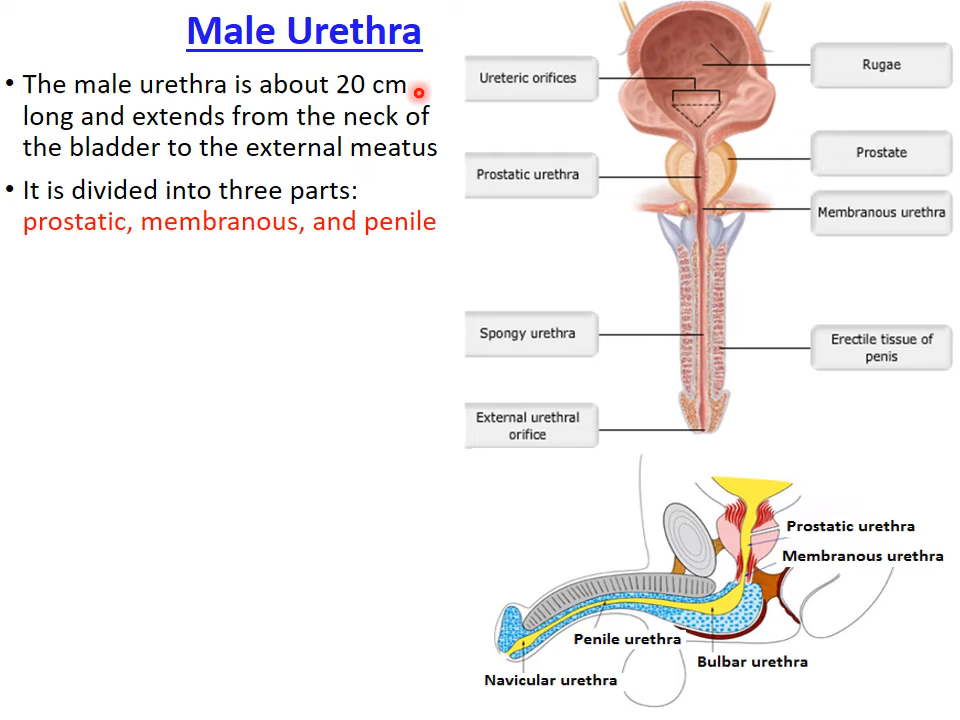 Male Urethra
• The male urethra is about 20 cm
long and extends from the neck of
the bladder to the external meatus
• It is divided into three parts:
prostatic, membranous, and penile
Ureteric orifices
Rugae
Prostatic urethra
Prostate
Membranous urethra
Spongy urethra
Erectile tissue of
penis
External urethral
orifice
Prostatic urethra
Membranous urethra
Penile urethra
Bulbar urethra
Navicular urethra